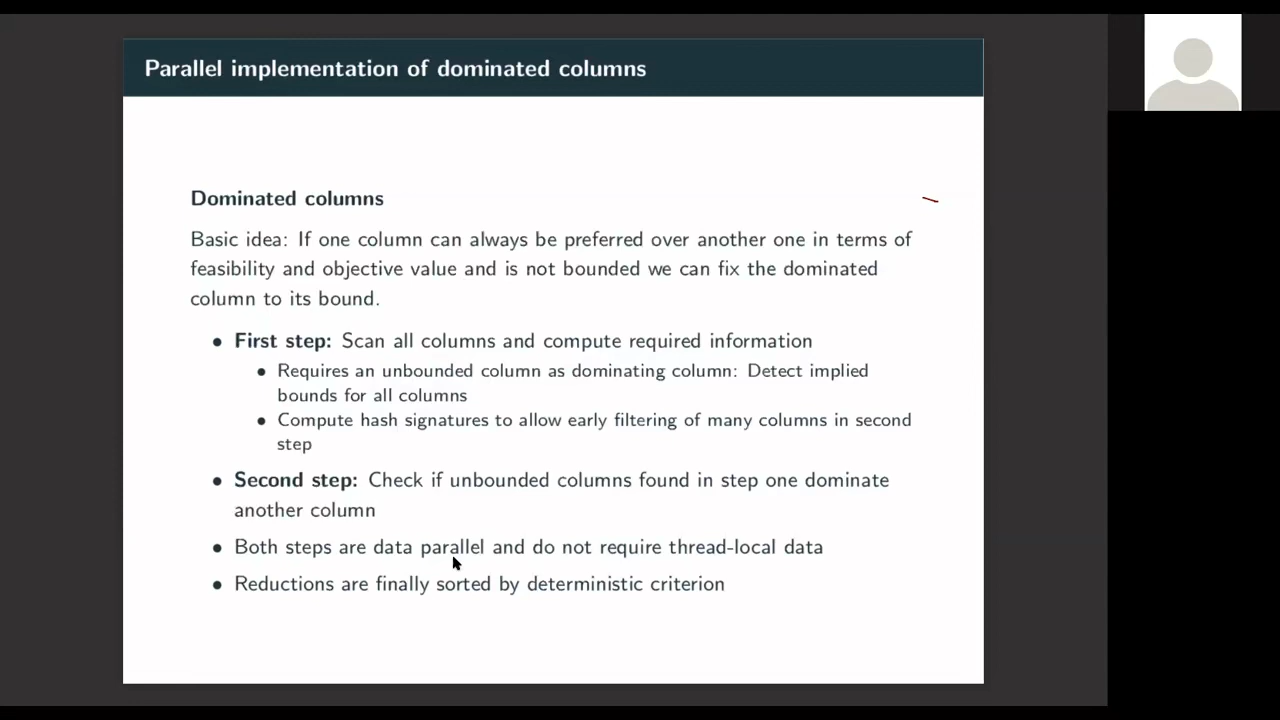 Parallel implementation of dominated columns
Dominated columns
Basic idea: If one column can always be preferred over another one in terms of
feasibility and objective value and is not bounded we can fix the dominated
column to its bound.
• First step: Scan all columns and compute required information
• Requires an unbounded column as dominating column: Detect implied
bounds for all columns
• Compute hash signatures to allow early filtering of many columns in second
step
• Second step: Check if unbounded columns found in step one dominate
another column
• Both steps are data parallel and do not require thread-local data
• Reductions are finally sorted by deterministic criterion